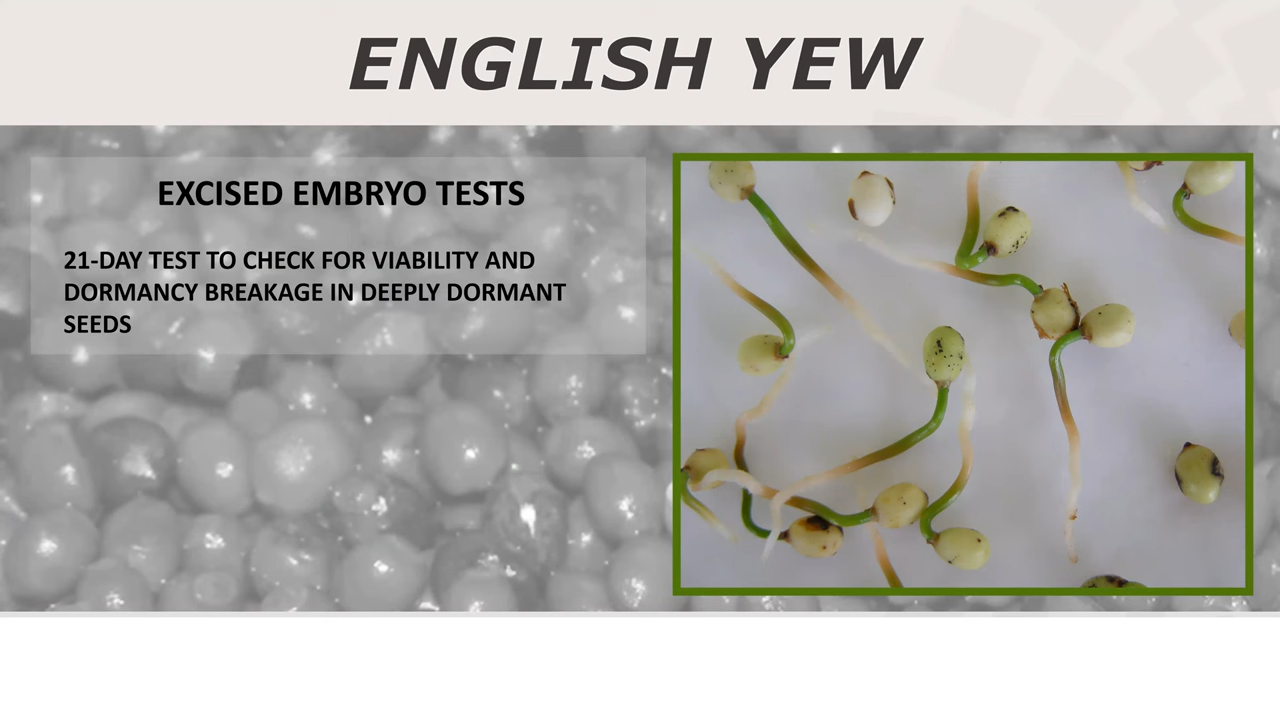 ENGLISH YEW
EXCISED EMBRYO TESTS
21-DAY TEST TO CHECK FOR VIABILITY AND
DORMANCY BREAKAGE IN DEEPLY DORMANT
SEEDS